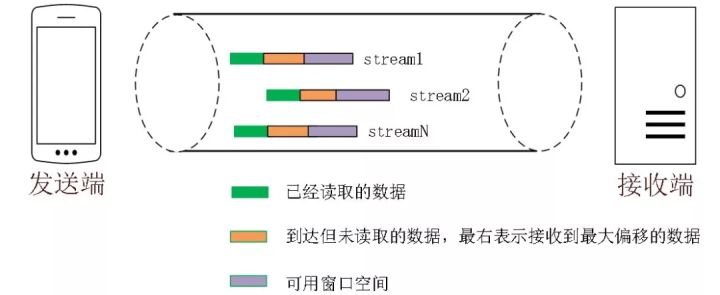 stream1
stream2
streamN
发送端
接收端
已经读取的数据
到达但未读取的数据，最右表示接收到最大偏移的数据
可用窗口空间